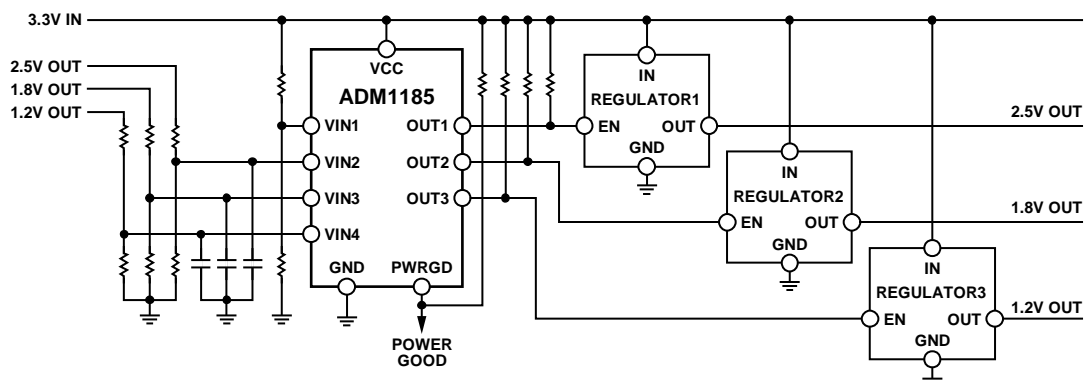 3.3V IN
2.5V OUT
1.8V OUT
1.2V OUT
VCC
ADM1185
VIN1
VIN2
VIN3
VIN4
OUT1
OUT2
OUT3
GND
PWRGD
POWER
GOOD
IN
REGULATOR1
EN
OUT
GND
2.5V OUT
IN
REGULATOR2
EN
OUT
GND
1.8V OUT
IN
REGULATOR3
EN
OUT
GND
1.2V OUT